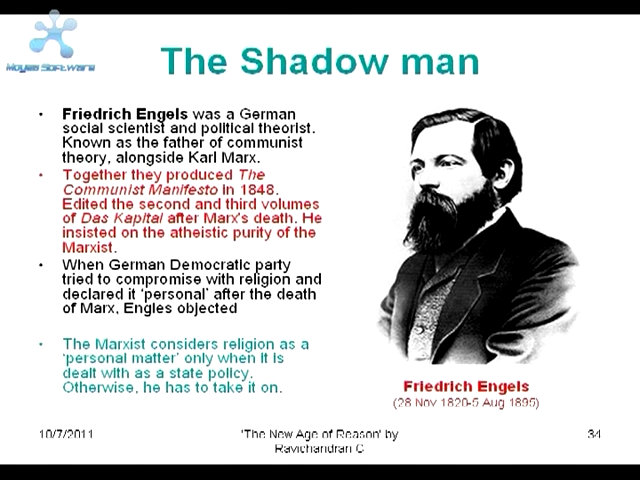 Moyea Software
The Shadow man
• Friedrich Engels was a German
social scientist and political theorist.
Known as the father of communist
theory, alongside Karl Marx.
• Together they produced The
Communist Manifesto in 1848.
Edited the second and third volumes
of Das Kapital after Marx's death. He
insisted on the atheistic purity of the
Marxist.
• When German Democratic party
tried to compromise with religion and
declared it 'personal' after the death
of Marx, Engles objected
• The Marxist considers religion as a
'personal matter' only when it is
dealt with as a state policy.
Otherwise, he has to take it on.
Friedrich Engels
(28 Nov 1820-5 Aug 1895)
10/7/2011
'The New Age of Reason' by
Ravichandran C
34